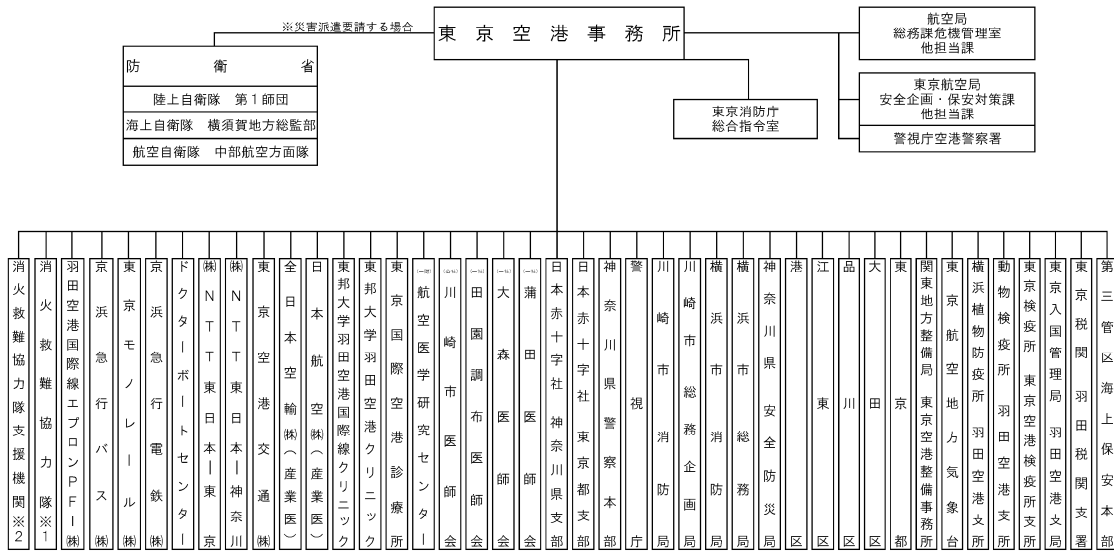 ※災害派遣要請する場合
東京空港事務所
航空局
総務課危機管理室
他担当課
防衛省
陸上自衛隊 第1師団
海上自衛隊 横須賀地方総監部
航空自衛隊 中部航空方面隊
東京消防庁
総合指令室
東京航空局
安全企画・保安対策課
他担当課
警視庁空港警察署
第三管区海上保安本部
東京税関 羽田税関支署
東京入国管理局 羽田空港支局
東京検疫所 東京空港検疫所支所
動物検疫所 羽田空港支所
横浜植物防疫所 羽田空港支所
東京航空地方気象台
関東地方整備局 東京空港整備事務所
東京都
大田区
品川区
江東区
港区
神奈川県 安全防災局
横浜市総務局
横浜市消防局
川崎市総務企画局
川崎市消防局
警視庁
神奈川県警察本部
日本赤十字社 東京都支部
日本赤十字社 神奈川県支部
(一社)蒲田医師会
(一社)大森医師会
(一社)田園調布医師会
(公社)川崎市医師会
(一財)航空医学研究センター
東京国際空港診療所
東邦大学羽田空港クリニック
東邦大学羽田空港国際線クリニック
日本航空㈱(産業医)
全日本空輸㈱(産業医)
東京空港交通㈱
㈱NTT東日本―神奈川
㈱NTT東日本―東京
ドクターボートセンター
京浜急行電鉄㈱
東京モノレール㈱
京浜急行バス㈱
羽田空港国際線エプロンPFI㈱
消火救難協力隊※1
消火救難協力隊支援機関※2